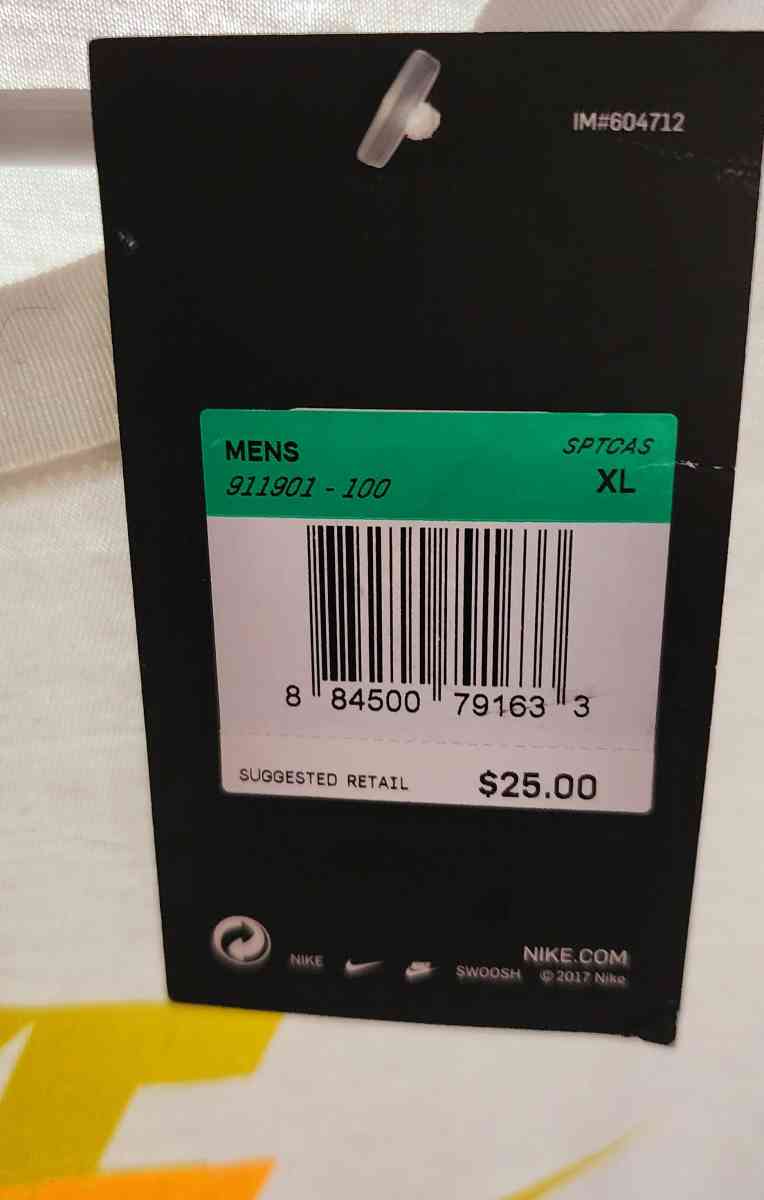 IM#604712
MENS SPTCAS
911901 - 100 XL
8 84500 79163 3
SUGGESTED RETAIL $25.00
NIKE SWOOSH NIKE.COM
© 2017 Nike